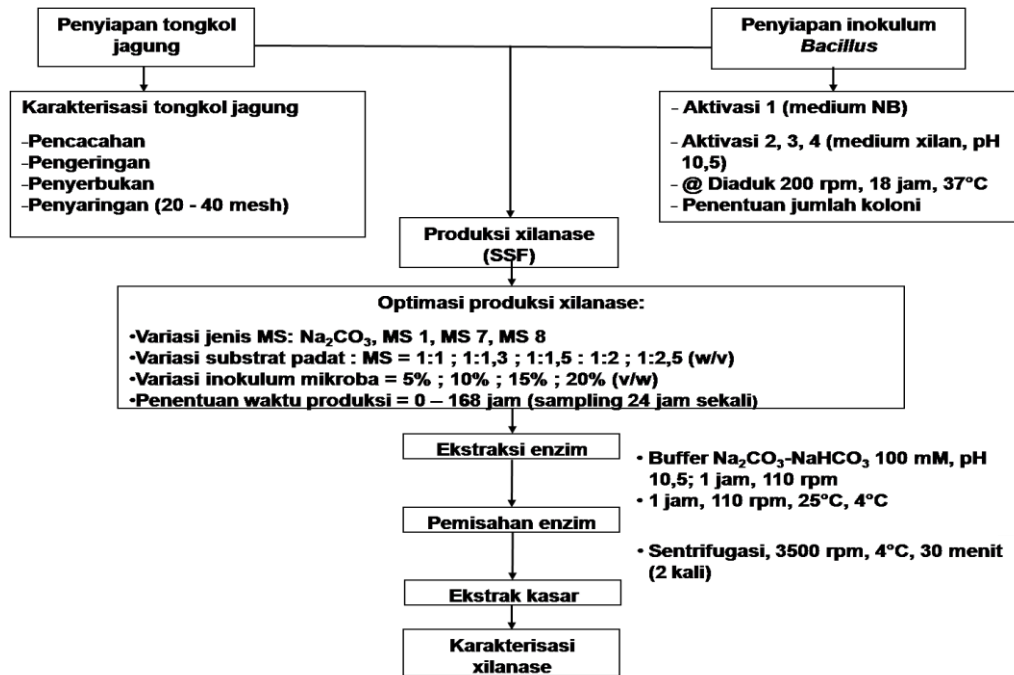 Penyiapan tongkol
jagung
Penyiapan inokulum
Bacillus
Karakterisasi tongkol jagung
-Pencacahan
-Pengeringan
-Penyerbukan
-Penyaringan (20 - 40 mesh)
- Aktivasi 1 (medium NB)
- Aktivasi 2, 3, 4 (medium xilan, pH
10,5)
- @ Diaduk 200 rpm, 18 jam, 37°C
- Penentuan jumlah koloni
Produksi xilanase
(SSF)
Optimasi produksi xilanase:
•Variasi jenis MS: Na₂CO₃, MS 1, MS 7, MS 8
•Variasi substrat padat : MS = 1:1 ; 1:1,3 ; 1:1,5 : 1:2 ; 1:2,5 (w/v)
•Variasi inokulum mikroba = 5% ; 10% ; 15% ; 20% (v/w)
•Penentuan waktu produksi = 0 – 168 jam (sampling 24 jam sekali)
Ekstraksi enzim
• Buffer Na₂CO₃-NaHCO₃ 100 mM, pH
10,5; 1 jam, 110 rpm
• 1 jam, 110 rpm, 25°C, 4°C
Pemisahan enzim
• Sentrifugasi, 3500 rpm, 4°C, 30 menit
(2 kali)
Ekstrak kasar
Karakterisasi
xilanase